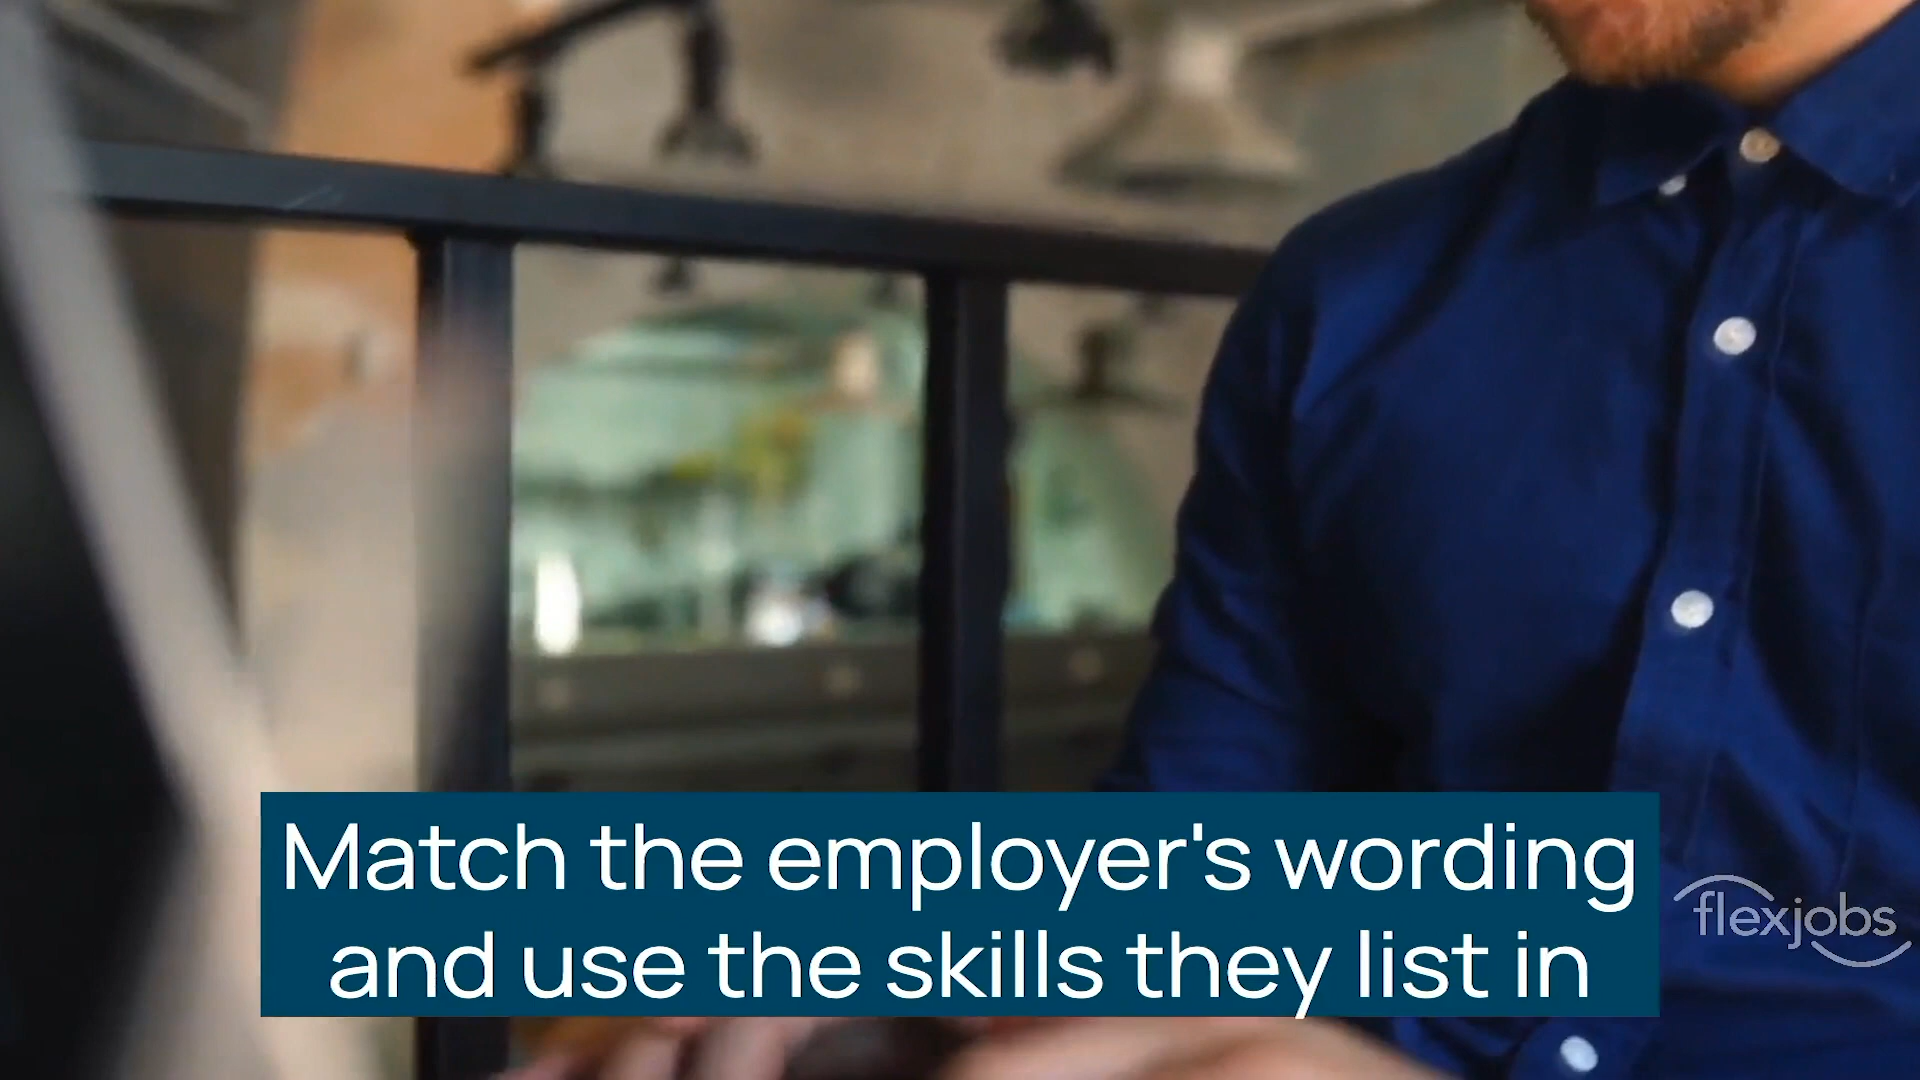 Match the employer's wording
and use the skills they list in
flexjobs